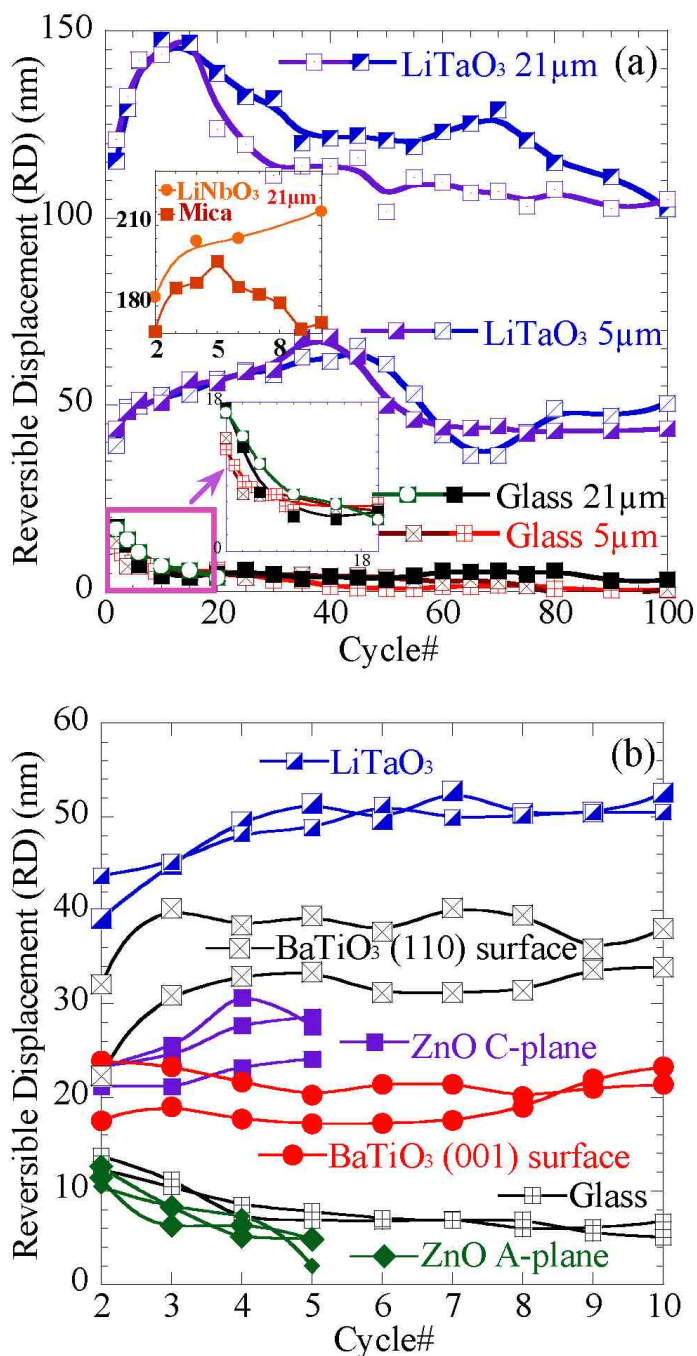 150
(a)
LiTaO₃ 21µm
Reversible Displacement (RD) (nm)
100
LiNbO₃ 21µm
Mica
210
180
2 5 8
LiTaO₃ 5µm
50
18
0
18
Glass 21µm
Glass 5µm
0
0 20 40 60 80 100
Cycle#
60
(b)
LiTaO₃
Reversible Displacement (RD) (nm)
50
40
BaTiO₃ (110) surface
30
ZnO C-plane
20
BaTiO₃ (001) surface
Glass
10
ZnO A-plane
0
2 3 4 5 6 7 8 9 10
Cycle#